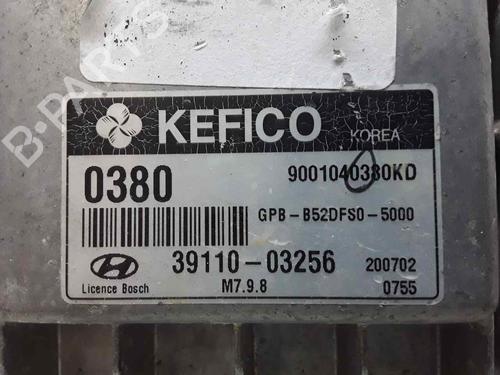 B-PARTS
KEFICO
KOREA
0380
9001040380KD
GPB-B52DFS0-5000
39110-03256
200702
Licence Bosch
M7.9.8
0755